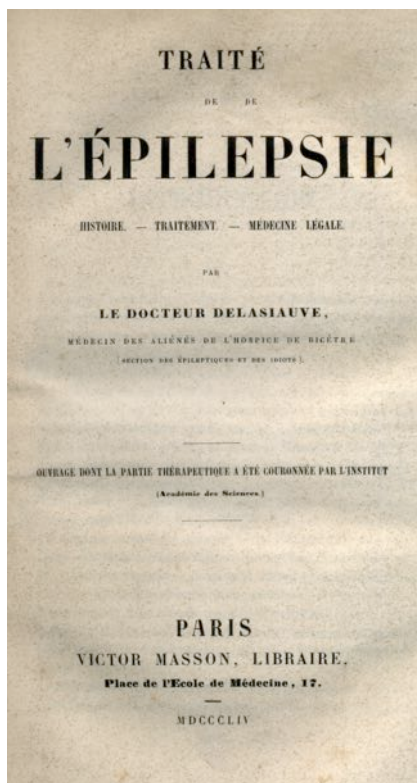 TRAITÉ
DE DE
L'ÉPILEPSIE
HISTOIRE. — TRAITEMENT. — MÉDECINE LÉGALE.
PAR
LE DOCTEUR DELASIAUVE,
MÉDECIN DES ALIÉNÉS DE L'HOSPICE DE BICÊTRE
(SECTION DES ÉPILEPTIQUES ET DES IDIOTS).
OUVRAGE DONT LA PARTIE THÉRAPEUTIQUE A ÉTÉ COURONNÉE PAR L'INSTITUT
(Académie des Sciences.)
PARIS
VICTOR MASSON, LIBRAIRE,
Place de l'Ecole de Médecine, 17.
MDCCCLIV